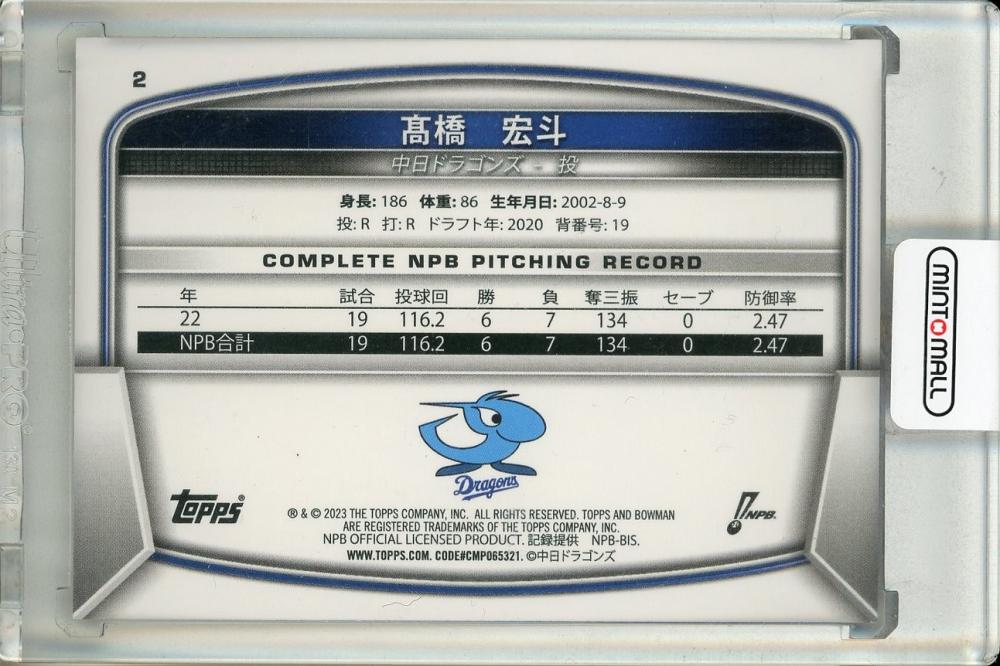 2
髙橋 宏斗
中日ドラゴンズ - 投
身長: 186 体重: 86 生年月日: 2002-8-9
投: R 打: R ドラフト年: 2020 背番号: 19
COMPLETE NPB PITCHING RECORD
年 試合 投球回 勝 負 奪三振 セーブ 防御率
22 19 116.2 6 7 134 0 2.47
NPB合計 19 116.2 6 7 134 0 2.47
Dragons
TOPPS®
NPB.
® & © 2023 THE TOPPS COMPANY, INC. ALL RIGHTS RESERVED. TOPPS AND BOWMAN
ARE REGISTERED TRADEMARKS OF THE TOPPS COMPANY, INC.
NPB OFFICIAL LICENSED PRODUCT. 記録提供 NPB-BIS.
WWW.TOPPS.COM. CODE#CMP065321. ©中日ドラゴンズ
MINT MALL
Ultra PRO®